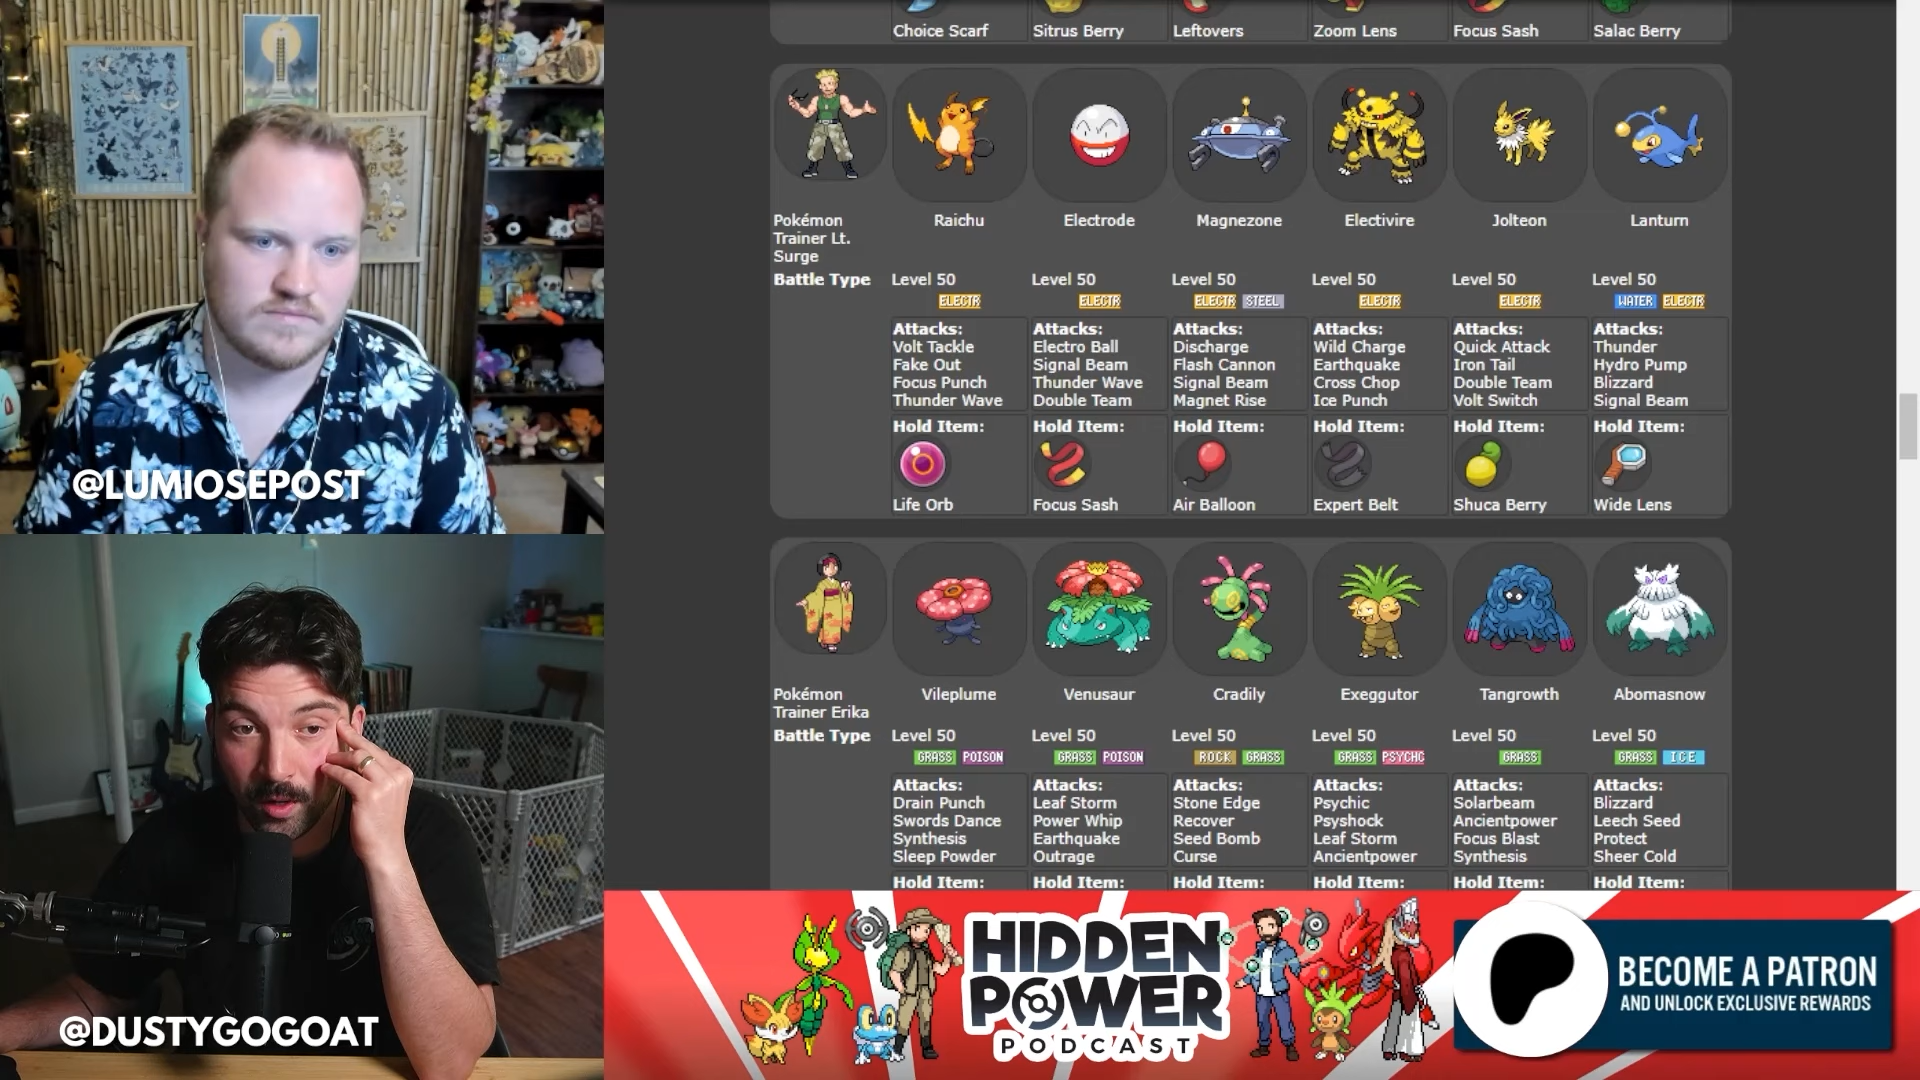 @LUMIOSEPOST
@DUSTYGOGOAT
Choice Scarf Sitrus Berry Leftovers Zoom Lens Focus Sash Salac Berry
Raichu Electrode Magnezone Electivire Jolteon Lanturn
Pokémon
Trainer Lt.
Surge
Battle Type Level 50 Level 50 Level 50 Level 50 Level 50 Level 50
ELECTR ELECTR ELECTR STEEL ELECTR ELECTR WATER ELECTR
Attacks: Attacks: Attacks: Attacks: Attacks: Attacks:
Volt Tackle Electro Ball Discharge Wild Charge Quick Attack Thunder
Fake Out Signal Beam Flash Cannon Earthquake Iron Tail Hydro Pump
Focus Punch Thunder Wave Signal Beam Cross Chop Double Team Blizzard
Thunder Wave Double Team Magnet Rise Ice Punch Volt Switch Signal Beam
Hold Item: Hold Item: Hold Item: Hold Item: Hold Item: Hold Item:
Life Orb Focus Sash Air Balloon Expert Belt Shuca Berry Wide Lens
Pokémon Vileplume Venusaur Cradily Exeggutor Tangrowth Abomasnow
Trainer Erika
Battle Type Level 50 Level 50 Level 50 Level 50 Level 50 Level 50
GRASS POISON GRASS POISON ROCK GRASS GRASS PSYCHC GRASS GRASS ICE
Attacks: Attacks: Attacks: Attacks: Attacks: Attacks:
Drain Punch Leaf Storm Stone Edge Psychic Solarbeam Blizzard
Swords Dance Power Whip Recover Psyshock Ancientpower Leech Seed
Synthesis Earthquake Seed Bomb Leaf Storm Focus Blast Protect
Sleep Powder Outrage Curse Ancientpower Synthesis Sheer Cold
Hold Item: Hold Item: Hold Item: Hold Item: Hold Item: Hold Item:
HIDDEN
POWER
PODCAST
BECOME A PATRON
AND UNLOCK EXCLUSIVE REWARDS